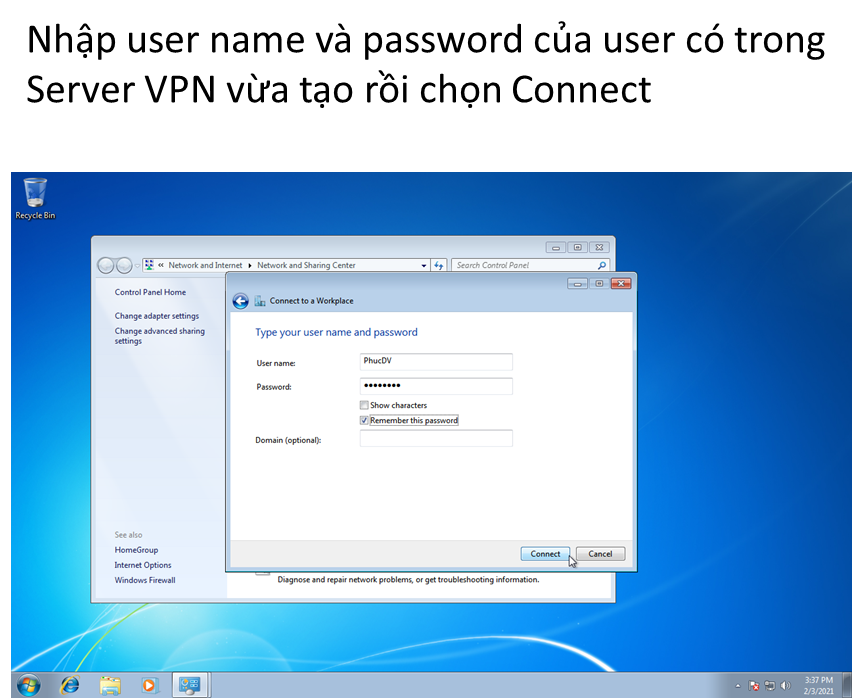 Nhập user name và password của user có trong
Server VPN vừa tạo rồi chọn Connect
Recycle Bin
« Network and Internet Network and Sharing Center
Search Control Panel
Control Panel Home
Change adapter settings
Change advanced sharing
settings
See also
HomeGroup
Internet Options
Windows Firewall
Connect to a Workplace
Type your user name and password
User name:
PhucDV
Password:
••••••••
Show characters
Remember this password
Domain (optional):
Connect
Cancel
Diagnose and repair network problems, or get troubleshooting information.
3:37 PM
2/3/2021